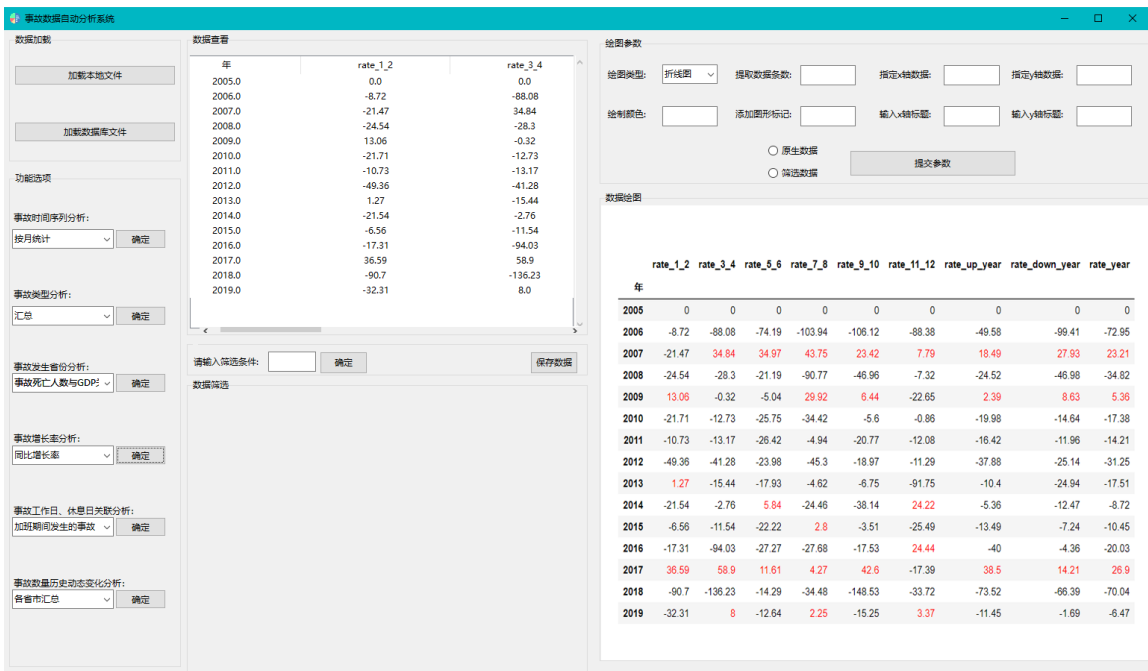 事故数据自动分析系统
数据加载
加载本地文件
加载数据库文件
功能选项
事故时间序列分析:
按月统计 确定
事故类型分析:
汇总 确定
事故发生省份分析:
事故死亡人数与GDP 确定
事故增长率分析:
同比增长率 确定
事故工作日、休息日关联分析:
加班期间发生的事故 确定
事故数量历史动态变化分析:
各省市汇总 确定
数据查看
年 rate_1_2 rate_3_4
2005.0 0.0 0.0
2006.0 -8.72 -88.08
2007.0 -21.47 34.84
2008.0 -24.54 -28.3
2009.0 13.06 -0.32
2010.0 -21.71 -12.73
2011.0 -10.73 -13.17
2012.0 -49.36 -41.28
2013.0 1.27 -15.44
2014.0 -21.54 -2.76
2015.0 -6.56 -11.54
2016.0 -17.31 -94.03
2017.0 36.59 58.9
2018.0 -90.7 -136.23
2019.0 -32.31 8.0
请输入筛选条件: 确定 保存数据
数据筛选
绘图参数
绘图类型: 折线图 提取数据条数: 指定x轴数据: 指定y轴数据:
绘制颜色: 添加图形标记: 输入x轴标题: 输入y轴标题:
原生数据
筛选数据
提交参数
数据绘图
rate_1_2 rate_3_4 rate_5_6 rate_7_8 rate_9_10 rate_11_12 rate_up_year rate_down_year rate_year
年
2005 0 0 0 0 0 0 0 0 0
2006 -8.72 -88.08 -74.19 -103.94 -106.12 -88.38 -49.58 -99.41 -72.95
2007 -21.47 34.84 34.97 43.75 23.42 7.79 18.49 27.93 23.21
2008 -24.54 -28.3 -21.19 -90.77 -46.96 -7.32 -24.52 -46.98 -34.82
2009 13.06 -0.32 -5.04 29.92 6.44 -22.65 2.39 8.63 5.36
2010 -21.71 -12.73 -25.75 -34.42 -5.6 -0.86 -19.98 -14.64 -17.38
2011 -10.73 -13.17 -26.42 -4.94 -20.77 -12.08 -16.42 -11.96 -14.21
2012 -49.36 -41.28 -23.98 -45.3 -18.97 -11.29 -37.88 -25.14 -31.25
2013 1.27 -15.44 -17.93 -4.62 -6.75 -91.75 -10.4 -24.94 -17.51
2014 -21.54 -2.76 5.84 -24.46 -38.14 24.22 -5.36 -12.47 -8.72
2015 -6.56 -11.54 -22.22 2.8 -3.51 -25.49 -13.49 -7.24 -10.45
2016 -17.31 -94.03 -27.27 -27.68 -17.53 24.44 -40 -4.36 -20.03
2017 36.59 58.9 11.61 4.27 42.6 -17.39 38.5 14.21 26.9
2018 -90.7 -136.23 -14.29 -34.48 -148.53 -33.72 -73.52 -66.39 -70.04
2019 -32.31 8 -12.64 2.25 -15.25 3.37 -11.45 -1.69 -6.47